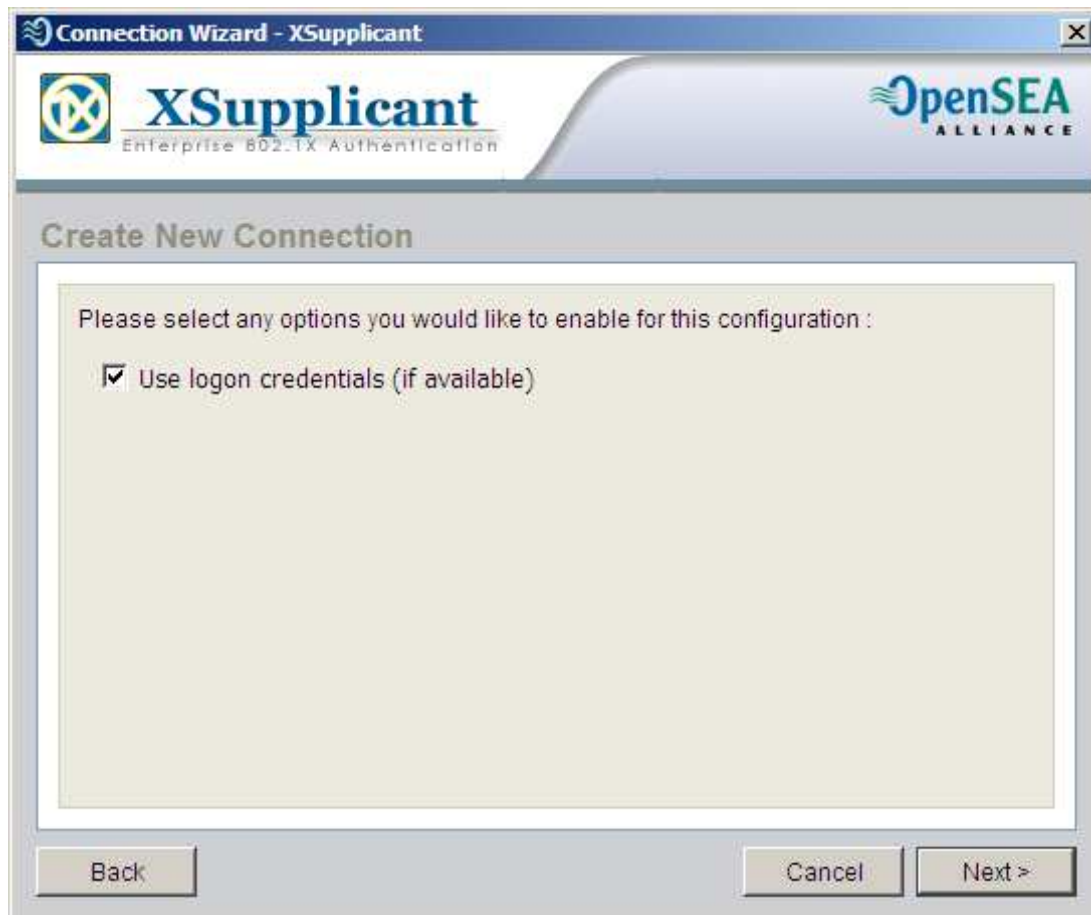 Connection Wizard - XSupplicant
1X
XSupplicant
Enterprise 802.1X Authentication
OpenSEA
ALLIANCE
Create New Connection
Please select any options you would like to enable for this configuration :
Use logon credentials (if available)
Back
Cancel
Next >